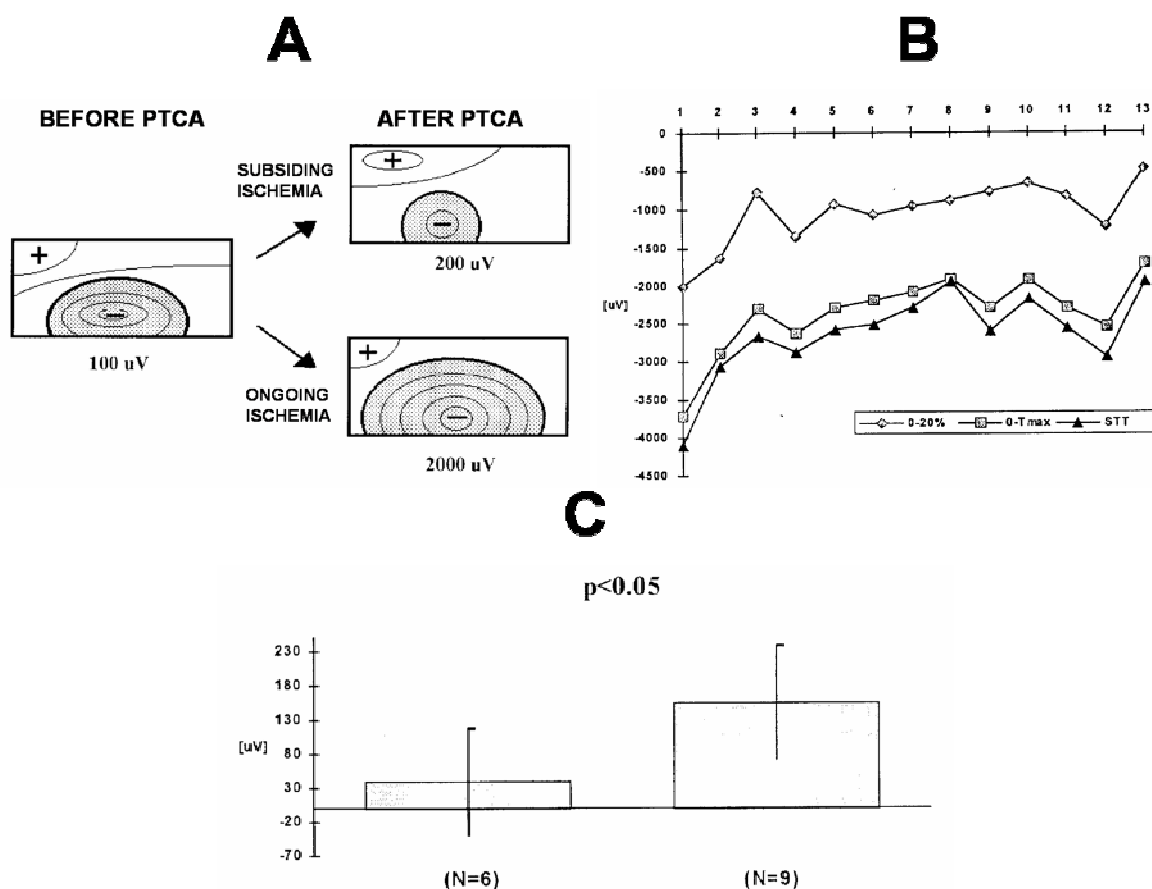 A
BEFORE PTCA
AFTER PTCA
SUBSIDING
ISCHEMIA
+
+
−
200 uV
−
100 uV
ONGOING
ISCHEMIA
+
−
2000 uV
B
1 2 3 4 5 6 7 8 9 10 11 12 13
0
-500
-1000
-1500
-2000
[uV]
-2500
-3000
-3500
-4000
-4500
0-20% 0-Tmax STT
C
p<0.05
230
180
130
[uV]
80
30
-20
-70
(N=6) (N=9)